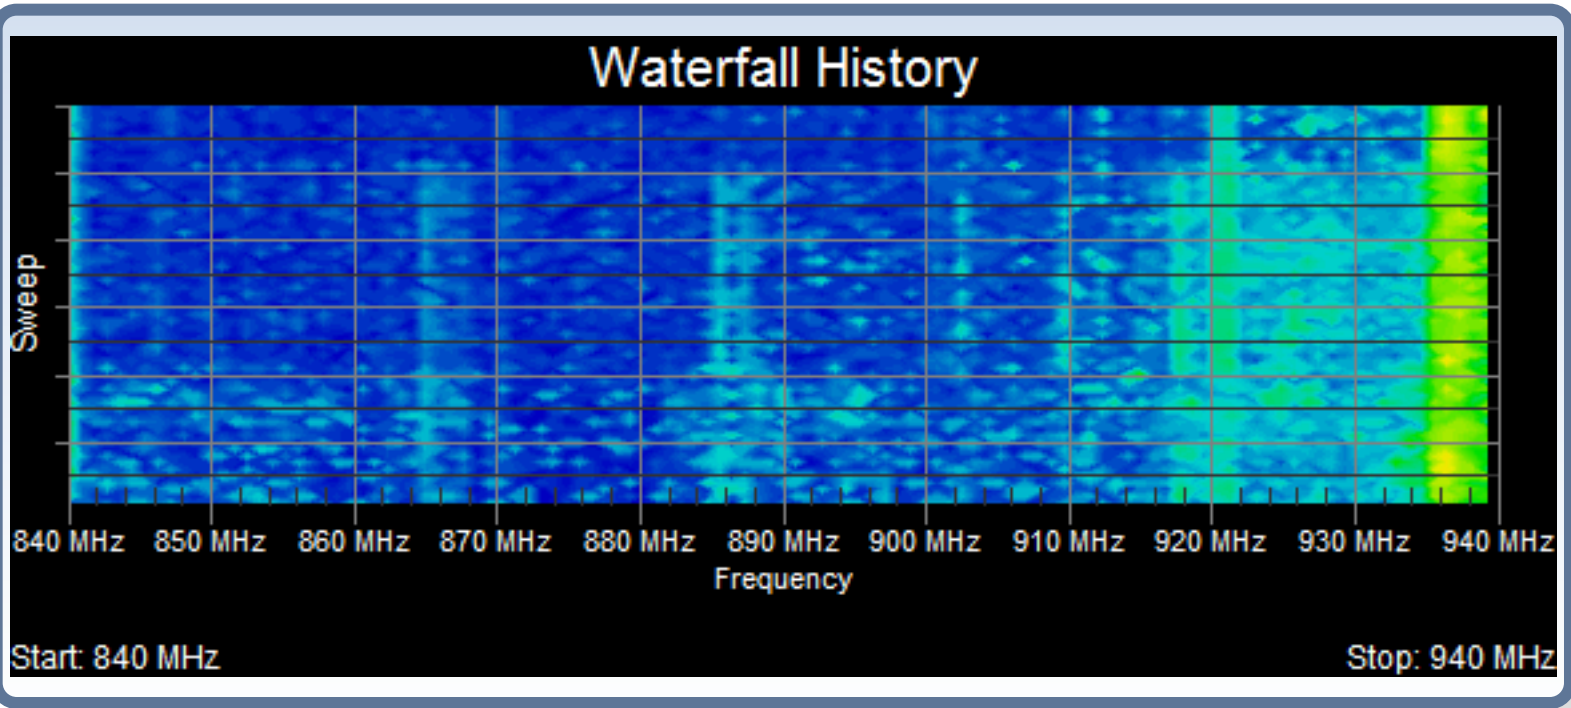 Waterfall History
Sweep
840 MHz 850 MHz 860 MHz 870 MHz 880 MHz 890 MHz 900 MHz 910 MHz 920 MHz 930 MHz 940 MHz
Frequency
Start: 840 MHz Stop: 940 MHz